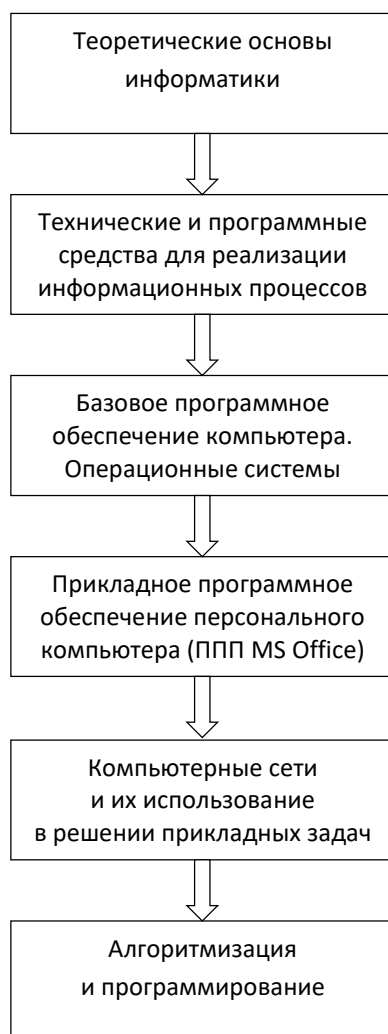 Теоретические основы
информатики
Технические и программные
средства для реализации
информационных процессов
Базовое программное
обеспечение компьютера.
Операционные системы
Прикладное программное
обеспечение персонального
компьютера (ППП MS Office)
Компьютерные сети
и их использование
в решении прикладных задач
Алгоритмизация
и программирование